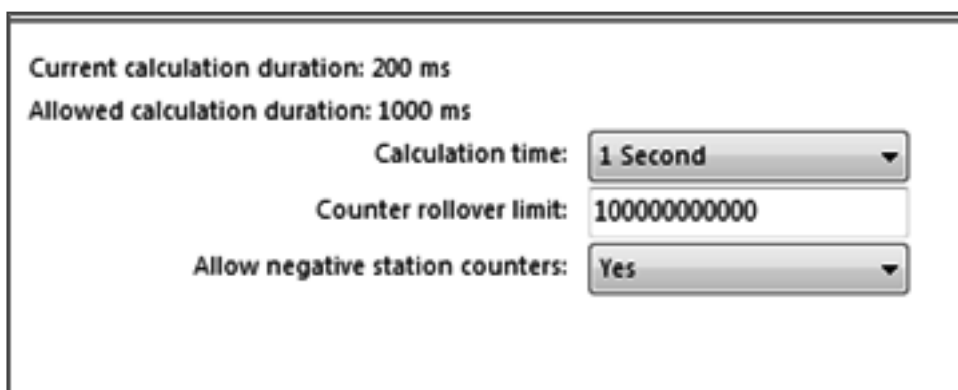 Current calculation duration: 200 ms
Allowed calculation duration: 1000 ms
Calculation time: 1 Second
Counter rollover limit: 100000000000
Allow negative station counters: Yes